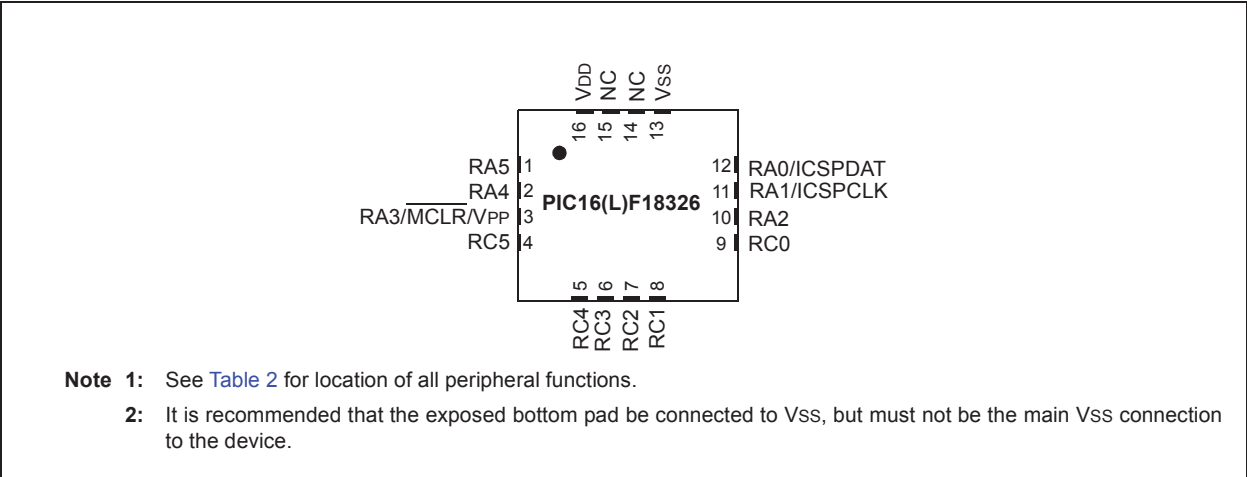 VDD
NC
NC
VSS
16
15
14
13
RA5 1
RA4 2
RA3/MCLR/VPP 3
RC5 4
PIC16(L)F18326
12 RA0/ICSPDAT
11 RA1/ICSPCLK
10 RA2
9 RC0
5
6
7
8
RC4
RC3
RC2
RC1
Note 1: See Table 2 for location of all peripheral functions.
2: It is recommended that the exposed bottom pad be connected to VSS, but must not be the main VSS connection
to the device.